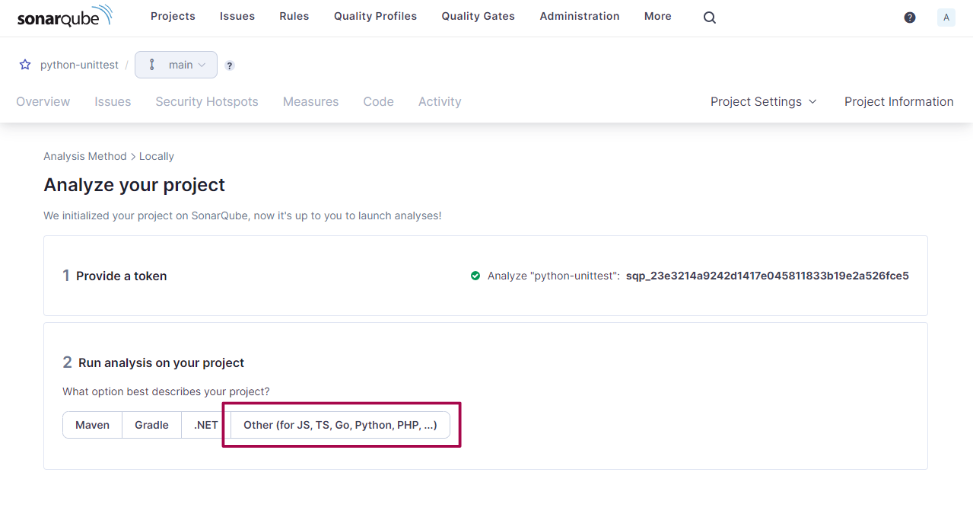 sonarqube Projects Issues Rules Quality Profiles Quality Gates Administration More ? A
python-unittest / main ?
Overview Issues Security Hotspots Measures Code Activity Project Settings Project Information
Analysis Method > Locally
Analyze your project
We initialized your project on SonarQube, now it's up to you to launch analyses!
1 Provide a token Analyze "python-unittest": sqp_23e3214a9242d1417e045811833b19e2a526fce5
2 Run analysis on your project
What option best describes your project?
Maven Gradle .NET Other (for JS, TS, Go, Python, PHP, ...)